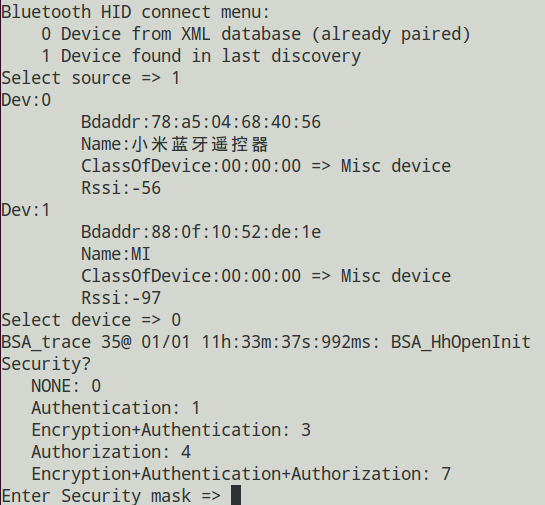 Bluetooth HID connect menu:
    0 Device from XML database (already paired)
    1 Device found in last discovery
Select source => 1
Dev:0
        Bdaddr:78:a5:04:68:40:56
        Name:小米蓝牙遥控器
        ClassOfDevice:00:00:00 => Misc device
        Rssi:-56
Dev:1
        Bdaddr:88:0f:10:52:de:1e
        Name:MI
        ClassOfDevice:00:00:00 => Misc device
        Rssi:-97
Select device => 0
BSA_trace 35@ 01/01 11h:33m:37s:992ms: BSA_HhOpenInit
Security?
   NONE: 0
   Authentication: 1
   Encryption+Authentication: 3
   Authorization: 4
   Encryption+Authentication+Authorization: 7
Enter Security mask =>